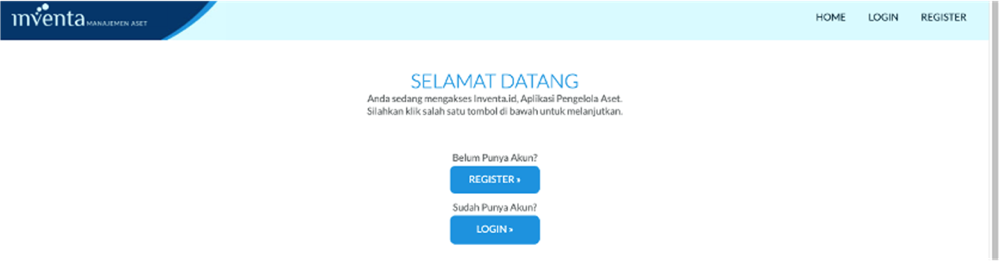 inventa MANAJEMEN ASET
HOME LOGIN REGISTER
SELAMAT DATANG
Anda sedang mengakses Inventa.id, Aplikasi Pengelola Aset.
Silahkan klik salah satu tombol di bawah untuk melanjutkan.
Belum Punya Akun?
REGISTER »
Sudah Punya Akun?
LOGIN »